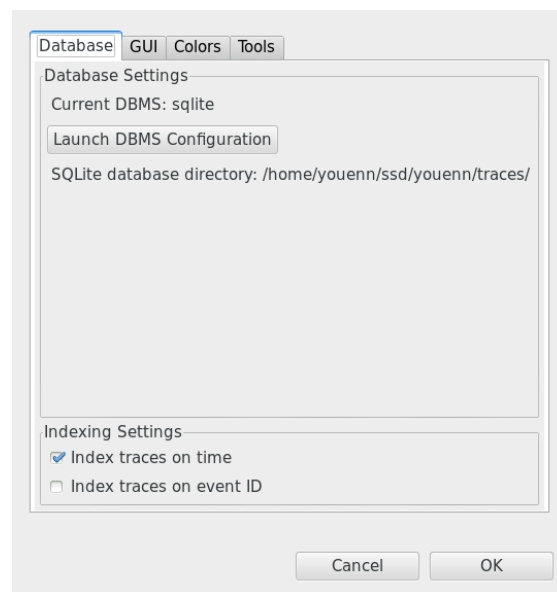 Database GUI Colors Tools
Database Settings
Current DBMS: sqlite
Launch DBMS Configuration
SQLite database directory: /home/youenn/ssd/youenn/traces/
Indexing Settings
Index traces on time
Index traces on event ID
Cancel OK